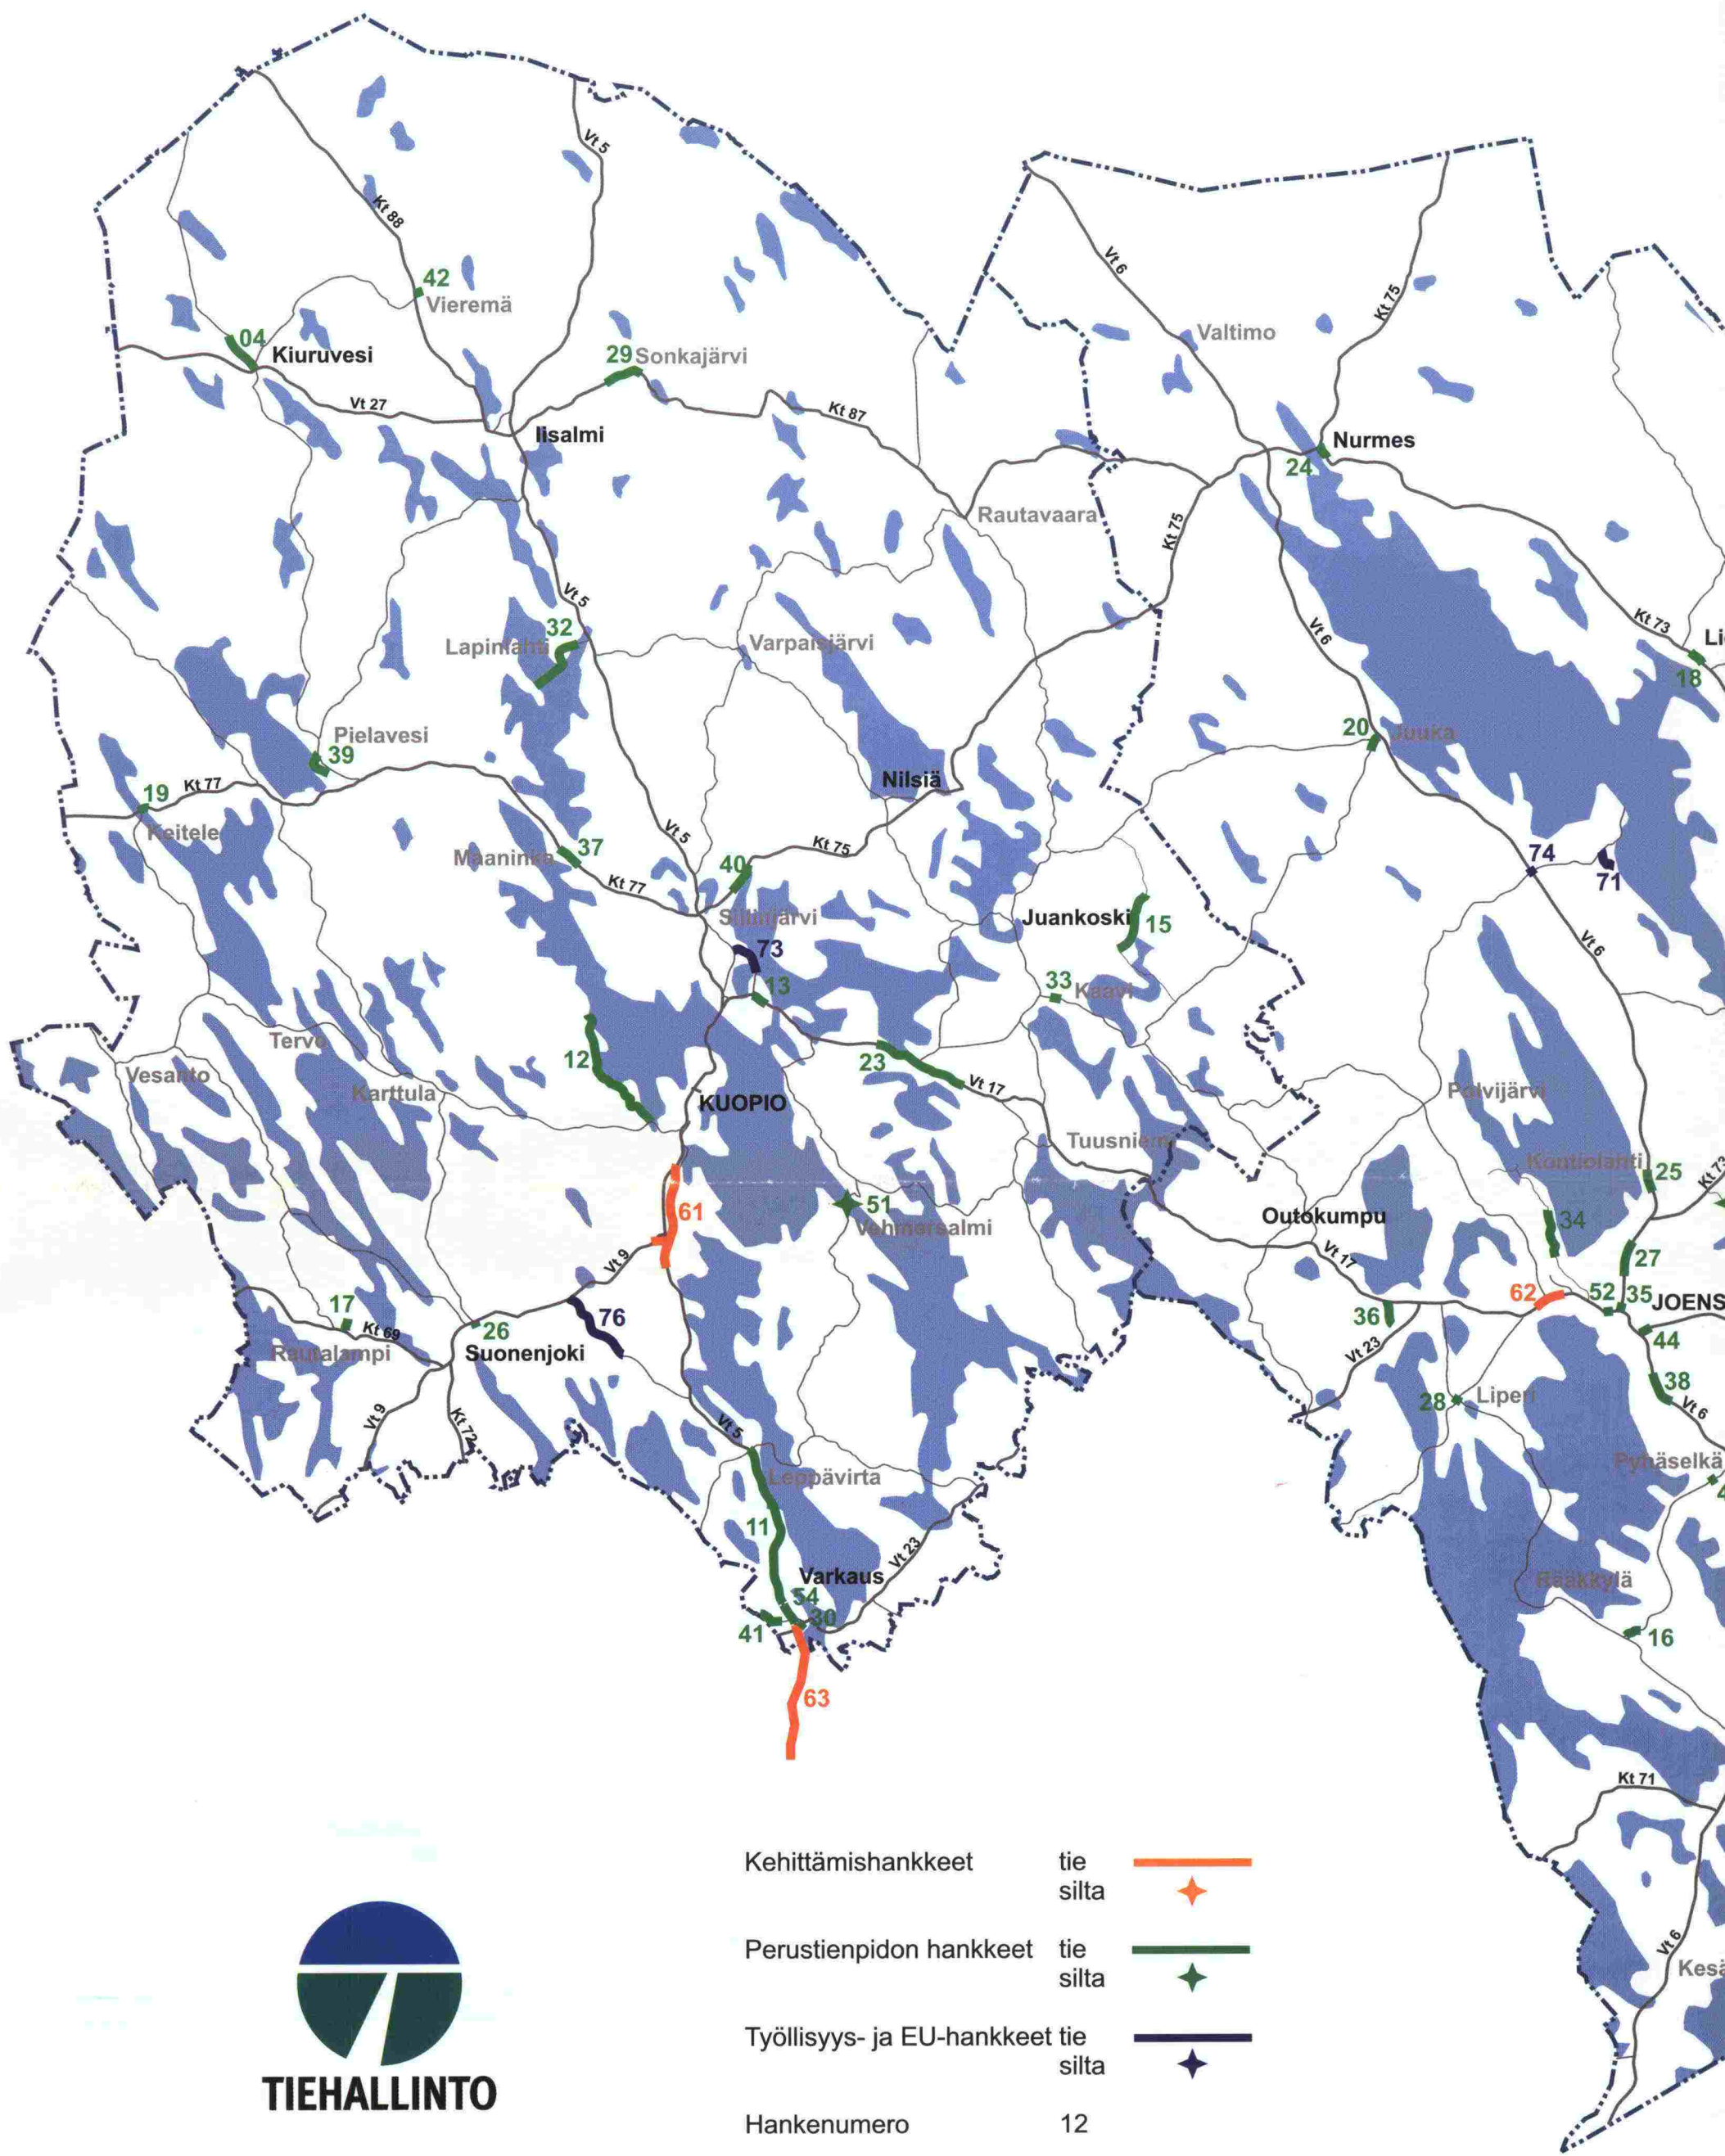 Vt 5
Kt 88
Vt 6
Kt 75
42
Vieremä
Valtimo
04
Kiuruvesi
29
Sonkajärvi
Vt 27
Kt 87
Iisalmi
Nurmes
24
Rautavaara
Kt 75
Vt 5
Kt 73
32
Lapinlahti
Varpaisjärvi
Vt 6
18
20
Juuka
Pielavesi
39
Nilsiä
19
Kt 77
Keitele
Vt 5
Kt 75
Maaninka
37
74
71
40
Kt 77
Siilinjärvi
Juankoski
15
73
Vt 6
13
33
Kaavi
Tervo
12
23
Vesanto
Karttula
Vt 17
KUOPIO
Polvijärvi
Tuusniemi
Kontiolahti
25
Kt 73
61
51
Vehmersalmi
Outokumpu
34
Vt 17
27
Vt 9
62
52
35
JOENS
17
76
36
44
Kt 69
26
Rautalampi
Suonenjoki
Vt 23
38
28
Liperi
Vt 6
Vt 9
Kt 72
Vt 5
Pyhäselkä
Leppävirta
4
11
Vt 23
Varkaus
Rääkkylä
54
30
41
16
63
Kt 71
Vt 6
Kesä
Kehittämishankkeet tie
silta
Perustienpidon hankkeet tie
silta
Työllisyys- ja EU-hankkeet tie
silta
Hankenumero 12
TIEHALLINTO